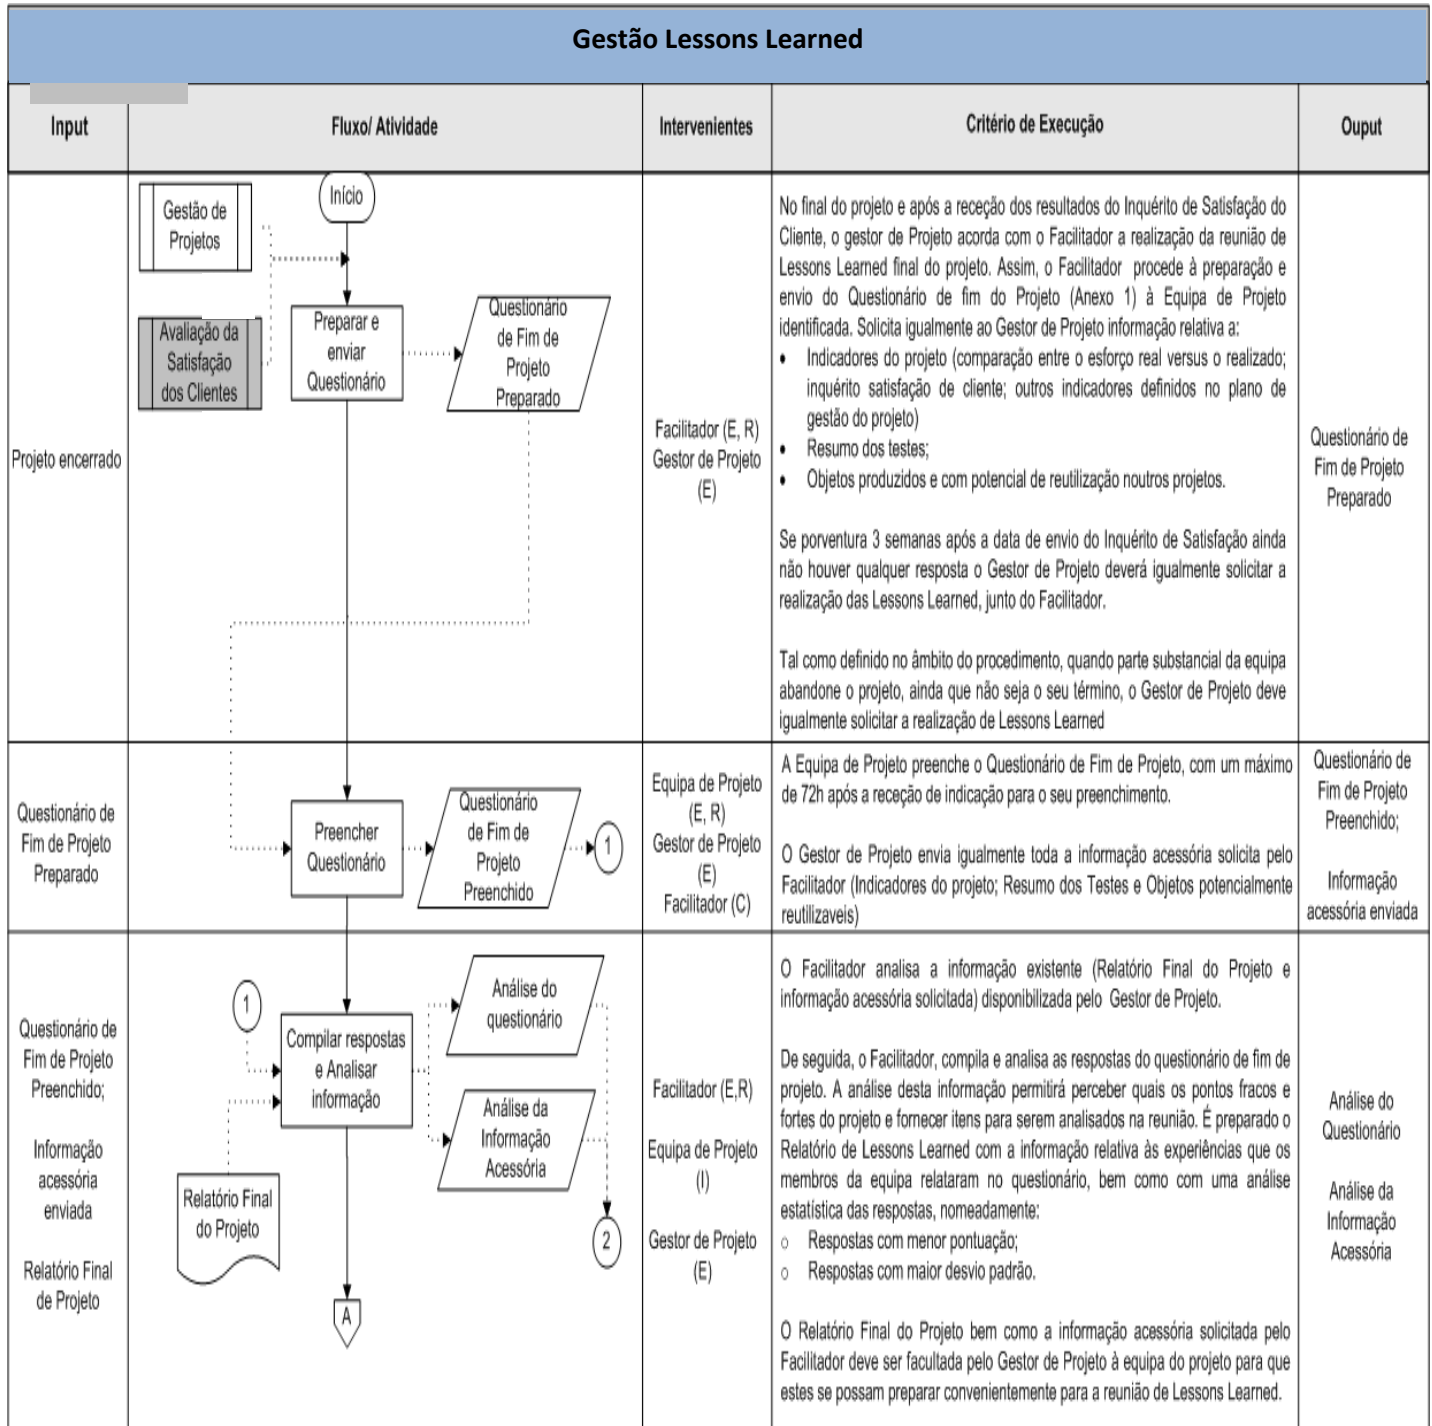 Gestão Lessons Learned
Input
Fluxo/ Atividade
Intervenientes
Critério de Execução
Ouput
Projeto encerrado
Gestão de
Projetos
Início
Avaliação da
Satisfação
dos Clientes
Preparar e
enviar
Questionário
Questionário
de Fim de
Projeto
Preparado
Facilitador (E, R)
Gestor de Projeto
(E)
No final do projeto e após a receção dos resultados do Inquérito de Satisfação do
Cliente, o gestor de Projeto acorda com o Facilitador a realização da reunião de
Lessons Learned final do projeto. Assim, o Facilitador procede à preparação e
envio do Questionário de fim do Projeto (Anexo 1) à Equipa de Projeto
identificada. Solicita igualmente ao Gestor de Projeto informação relativa a:
• Indicadores do projeto (comparação entre o esforço real versus o realizado;
inquérito satisfação de cliente; outros indicadores definidos no plano de
gestão do projeto)
• Resumo dos testes;
• Objetos produzidos e com potencial de reutilização noutros projetos.
Se porventura 3 semanas após a data de envio do Inquérito de Satisfação ainda
não houver qualquer resposta o Gestor de Projeto deverá igualmente solicitar a
realização das Lessons Learned, junto do Facilitador.
Tal como definido no âmbito do procedimento, quando parte substancial da equipa
abandone o projeto, ainda que não seja o seu término, o Gestor de Projeto deve
igualmente solicitar a realização de Lessons Learned
Questionário de
Fim de Projeto
Preparado
Questionário de
Fim de Projeto
Preparado
Preencher
Questionário
Questionário
de Fim de
Projeto
Preenchido
1
Equipa de Projeto
(E, R)
Gestor de Projeto
(E)
Facilitador (C)
A Equipa de Projeto preenche o Questionário de Fim de Projeto, com um máximo
de 72h após a receção de indicação para o seu preenchimento.
O Gestor de Projeto envia igualmente toda a informação acessória solicita pelo
Facilitador (Indicadores do projeto; Resumo dos Testes e Objetos potencialmente
reutilizaveis)
Questionário de
Fim de Projeto
Preenchido;
Informação
acessória enviada
Questionário de
Fim de Projeto
Preenchido;
Informação
acessória
enviada
Relatório Final
de Projeto
1
Compilar respostas
e Analisar
informação
Análise do
questionário
Análise da
Informação
Acessória
Relatório Final
do Projeto
2
A
Facilitador (E,R)
Equipa de Projeto
(I)
Gestor de Projeto
(E)
O Facilitador analisa a informação existente (Relatório Final do Projeto e
informação acessória solicitada) disponibilizada pelo Gestor de Projeto.
De seguida, o Facilitador, compila e analisa as respostas do questionário de fim de
projeto. A análise desta informação permitirá perceber quais os pontos fracos e
fortes do projeto e fornecer itens para serem analisados na reunião. É preparado o
Relatório de Lessons Learned com a informação relativa às experiências que os
membros da equipa relataram no questionário, bem como com uma análise
estatística das respostas, nomeadamente:
o Respostas com menor pontuação;
o Respostas com maior desvio padrão.
O Relatório Final do Projeto bem como a informação acessória solicitada pelo
Facilitador deve ser facultada pelo Gestor de Projeto à equipa do projeto para que
estes se possam preparar convenientemente para a reunião de Lessons Learned.
Análise do
Questionário
Análise da
Informação
Acessória